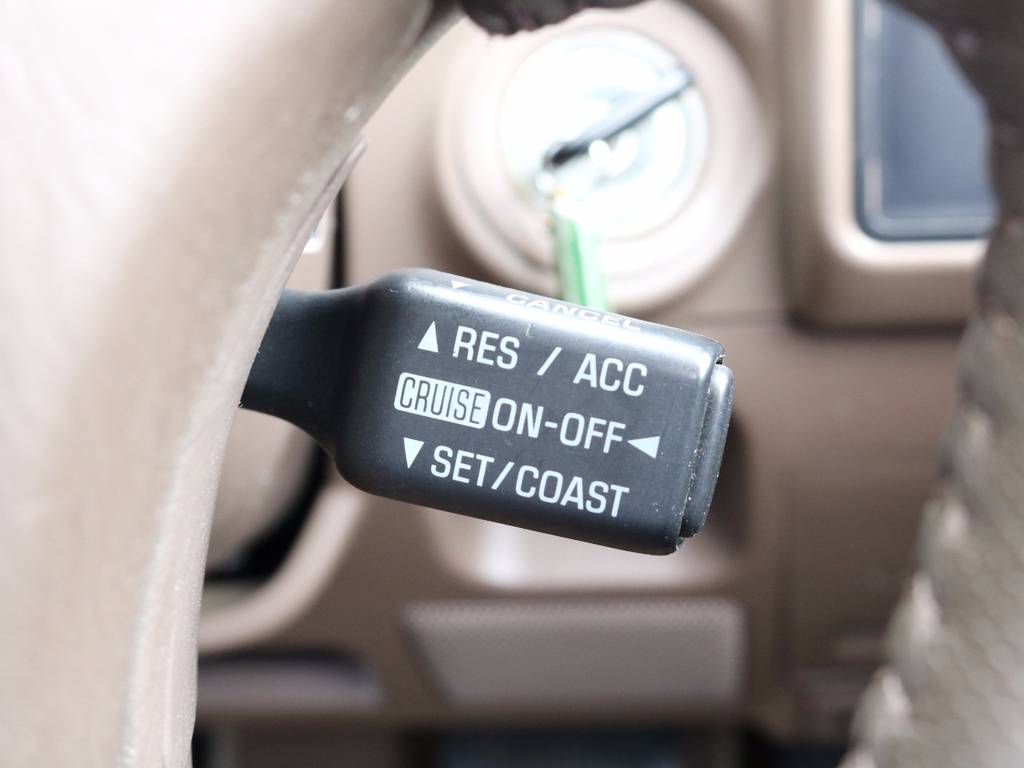 ▼ CANCEL
▲ RES / ACC
CRUISE ON-OFF ◀
▼ SET/COAST